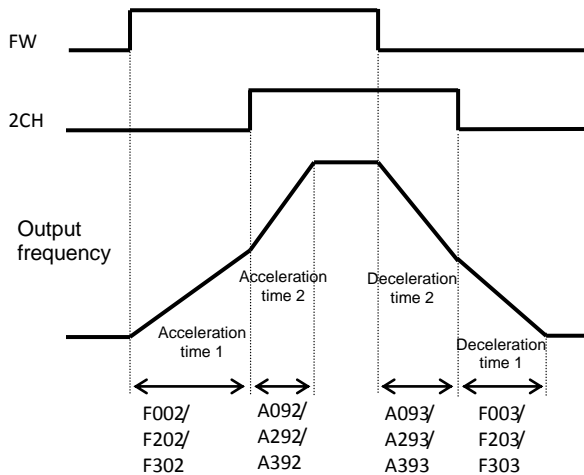 FW
2CH
Output
frequency
Acceleration
time 1
Acceleration
time 2
Deceleration
time 2
Deceleration
time 1
F002/
F202/
F302
A092/
A292/
A392
A093/
A293/
A393
F003/
F203/
F303